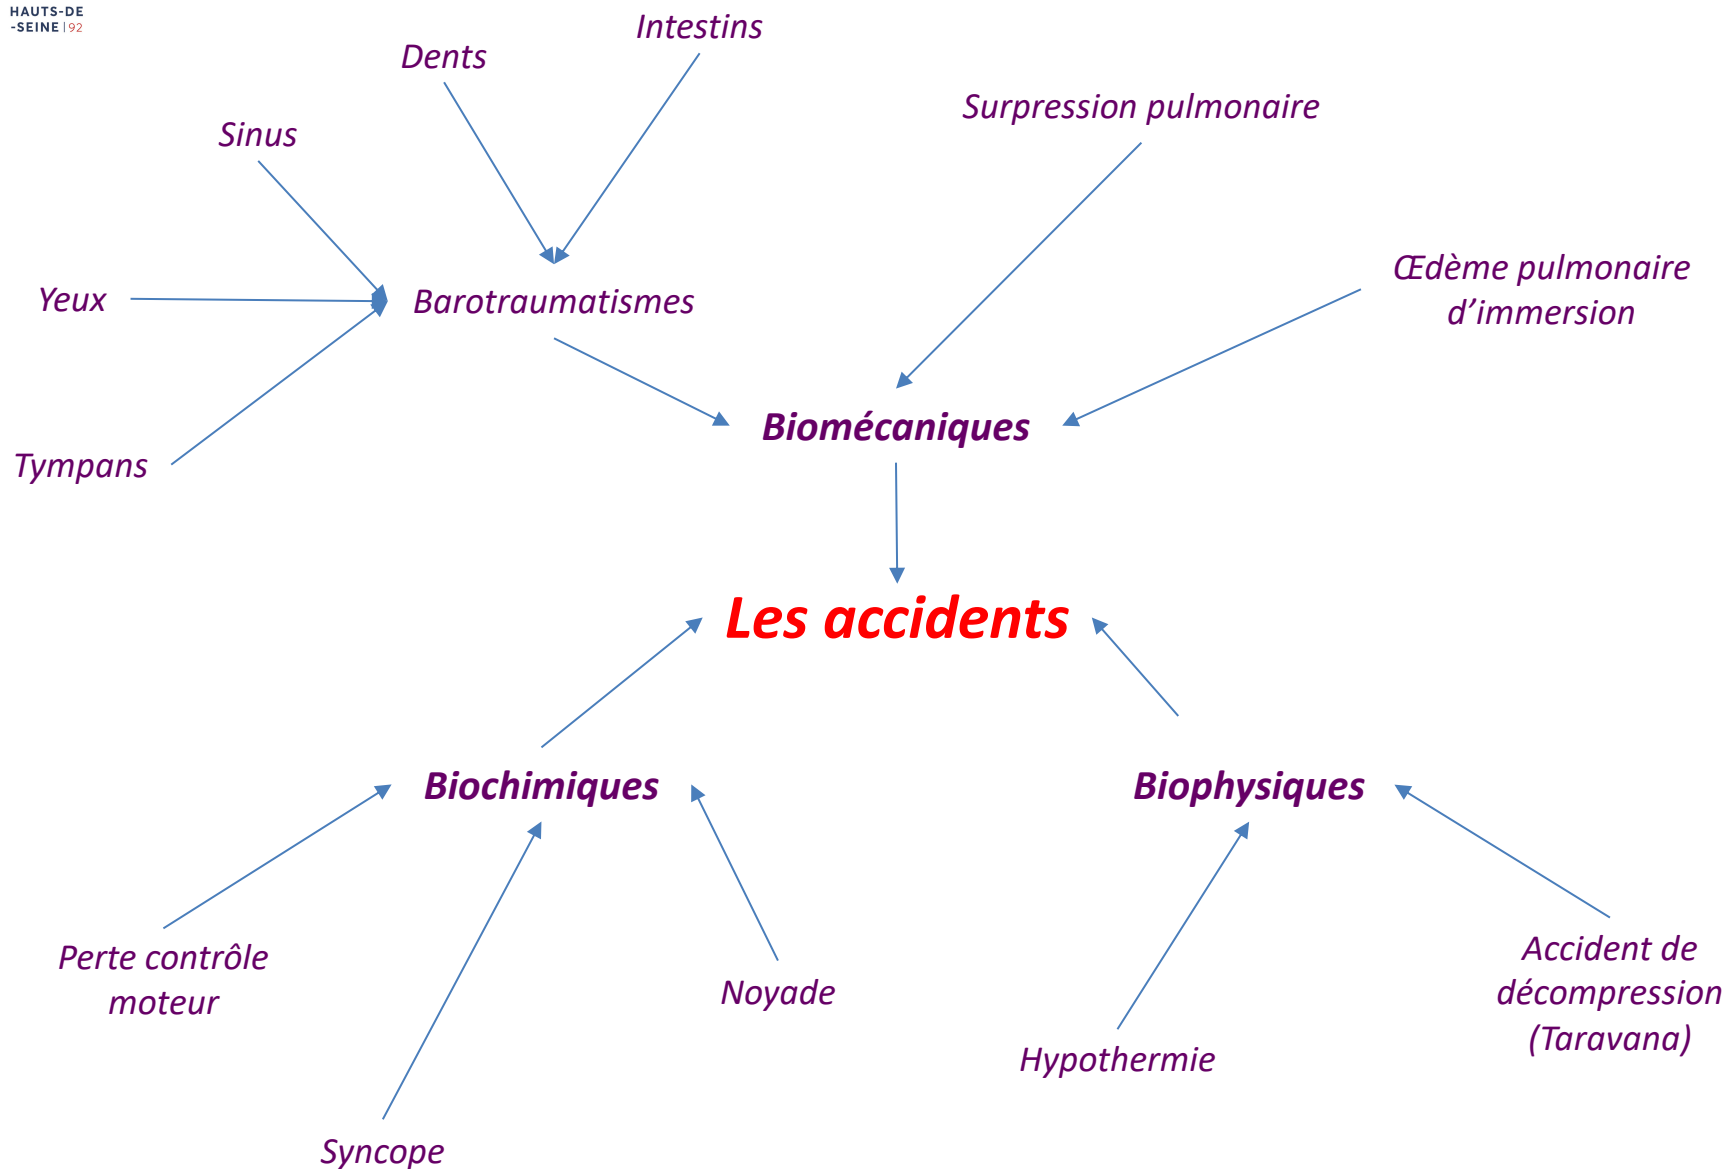 HAUTS-DE
-SEINE | 92
Intestins
Dents
Surpression pulmonaire
Sinus
Œdème pulmonaire
d’immersion
Yeux
Barotraumatismes
Biomécaniques
Tympans
Les accidents
Biochimiques
Biophysiques
Perte contrôle
moteur
Noyade
Accident de
décompression
(Taravana)
Hypothermie
Syncope